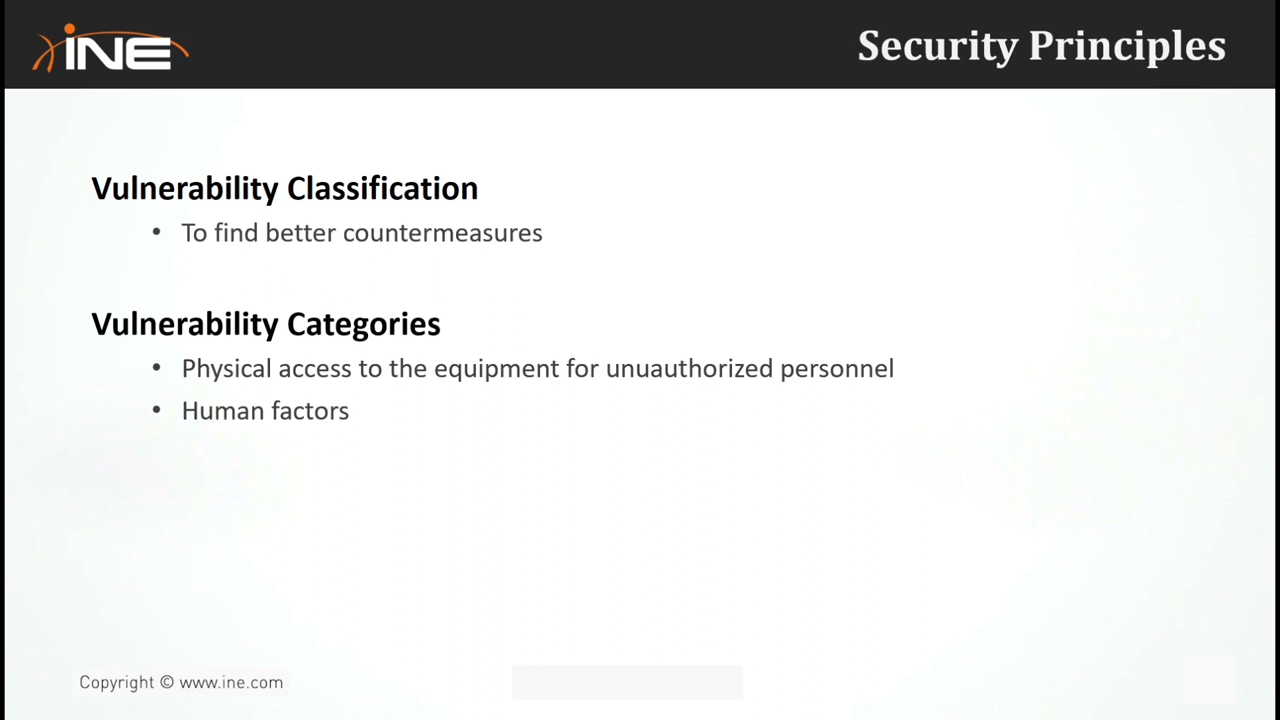 INE
Security Principles
Vulnerability Classification
• To find better countermeasures
Vulnerability Categories
• Physical access to the equipment for unuauthorized personnel
• Human factors
Copyright © www.ine.com